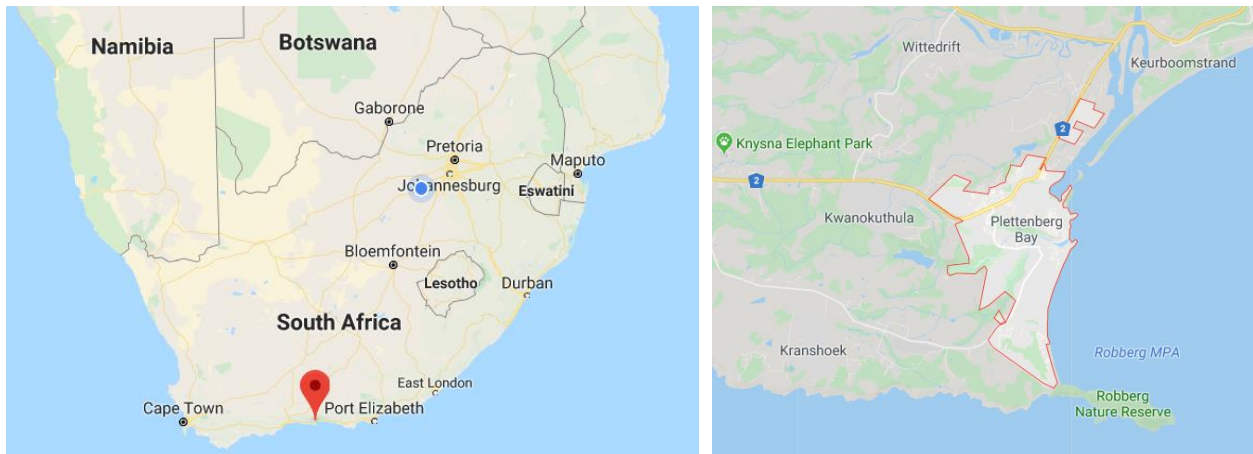 Namibia
Botswana
Gaborone
Pretoria
Johannesburg
Maputo
Eswatini
Bloemfontein
Lesotho
Durban
South Africa
East London
Cape Town
Port Elizabeth
Wittedrift
Keurboomstrand
2
Knysna Elephant Park
2
Kwanokuthula
Plettenberg
Bay
Kranshoek
Robberg MPA
Robberg
Nature Reserve